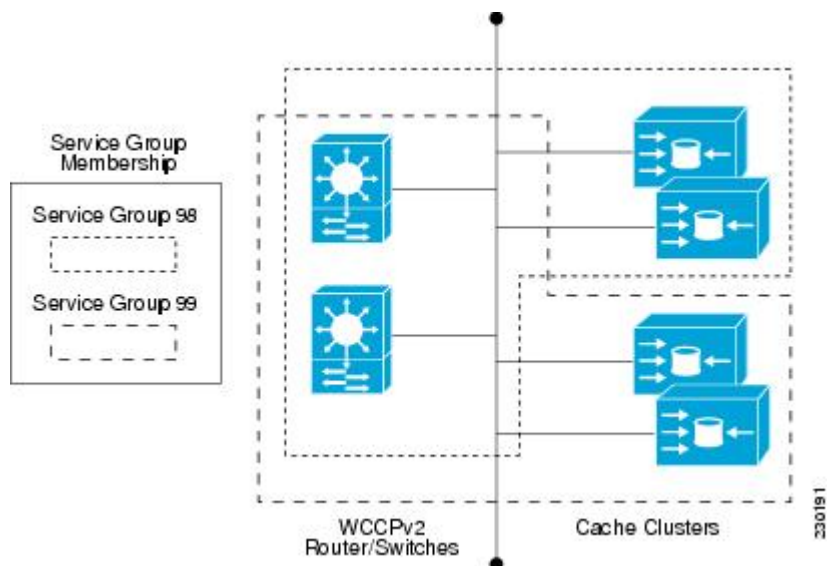 Service Group
Membership
Service Group 98
Service Group 99
WCCPv2
Router/Switches
Cache Clusters
230191